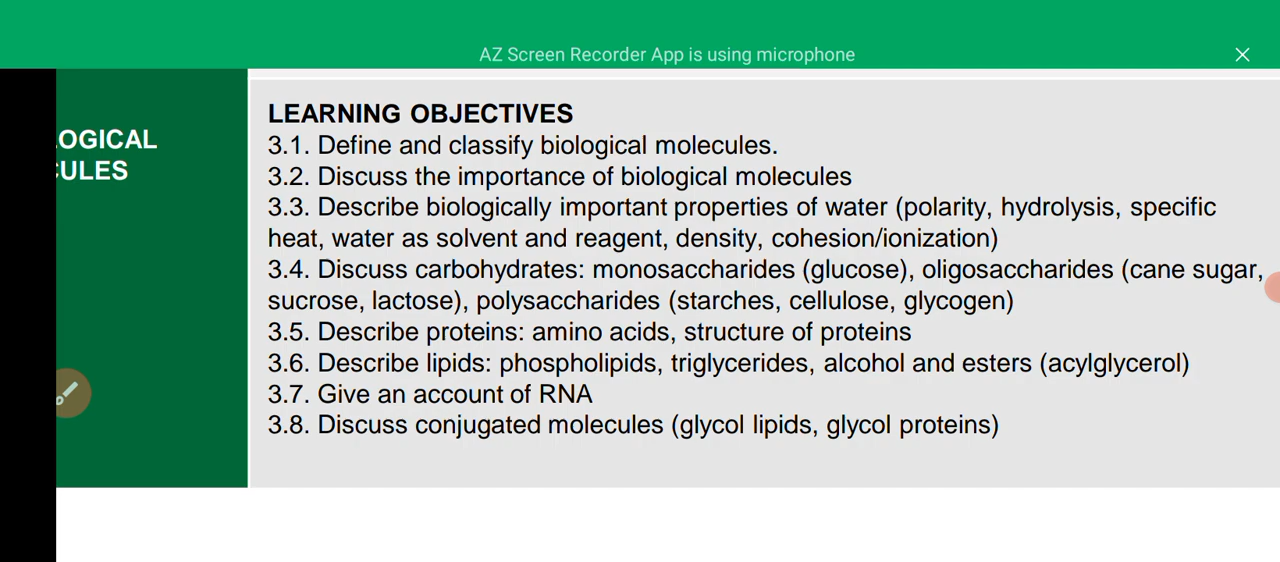 AZ Screen Recorder App is using microphone
OGICAL
ULES
LEARNING OBJECTIVES
3.1. Define and classify biological molecules.
3.2. Discuss the importance of biological molecules
3.3. Describe biologically important properties of water (polarity, hydrolysis, specific
heat, water as solvent and reagent, density, cohesion/ionization)
3.4. Discuss carbohydrates: monosaccharides (glucose), oligosaccharides (cane sugar,
sucrose, lactose), polysaccharides (starches, cellulose, glycogen)
3.5. Describe proteins: amino acids, structure of proteins
3.6. Describe lipids: phospholipids, triglycerides, alcohol and esters (acylglycerol)
3.7. Give an account of RNA
3.8. Discuss conjugated molecules (glycol lipids, glycol proteins)